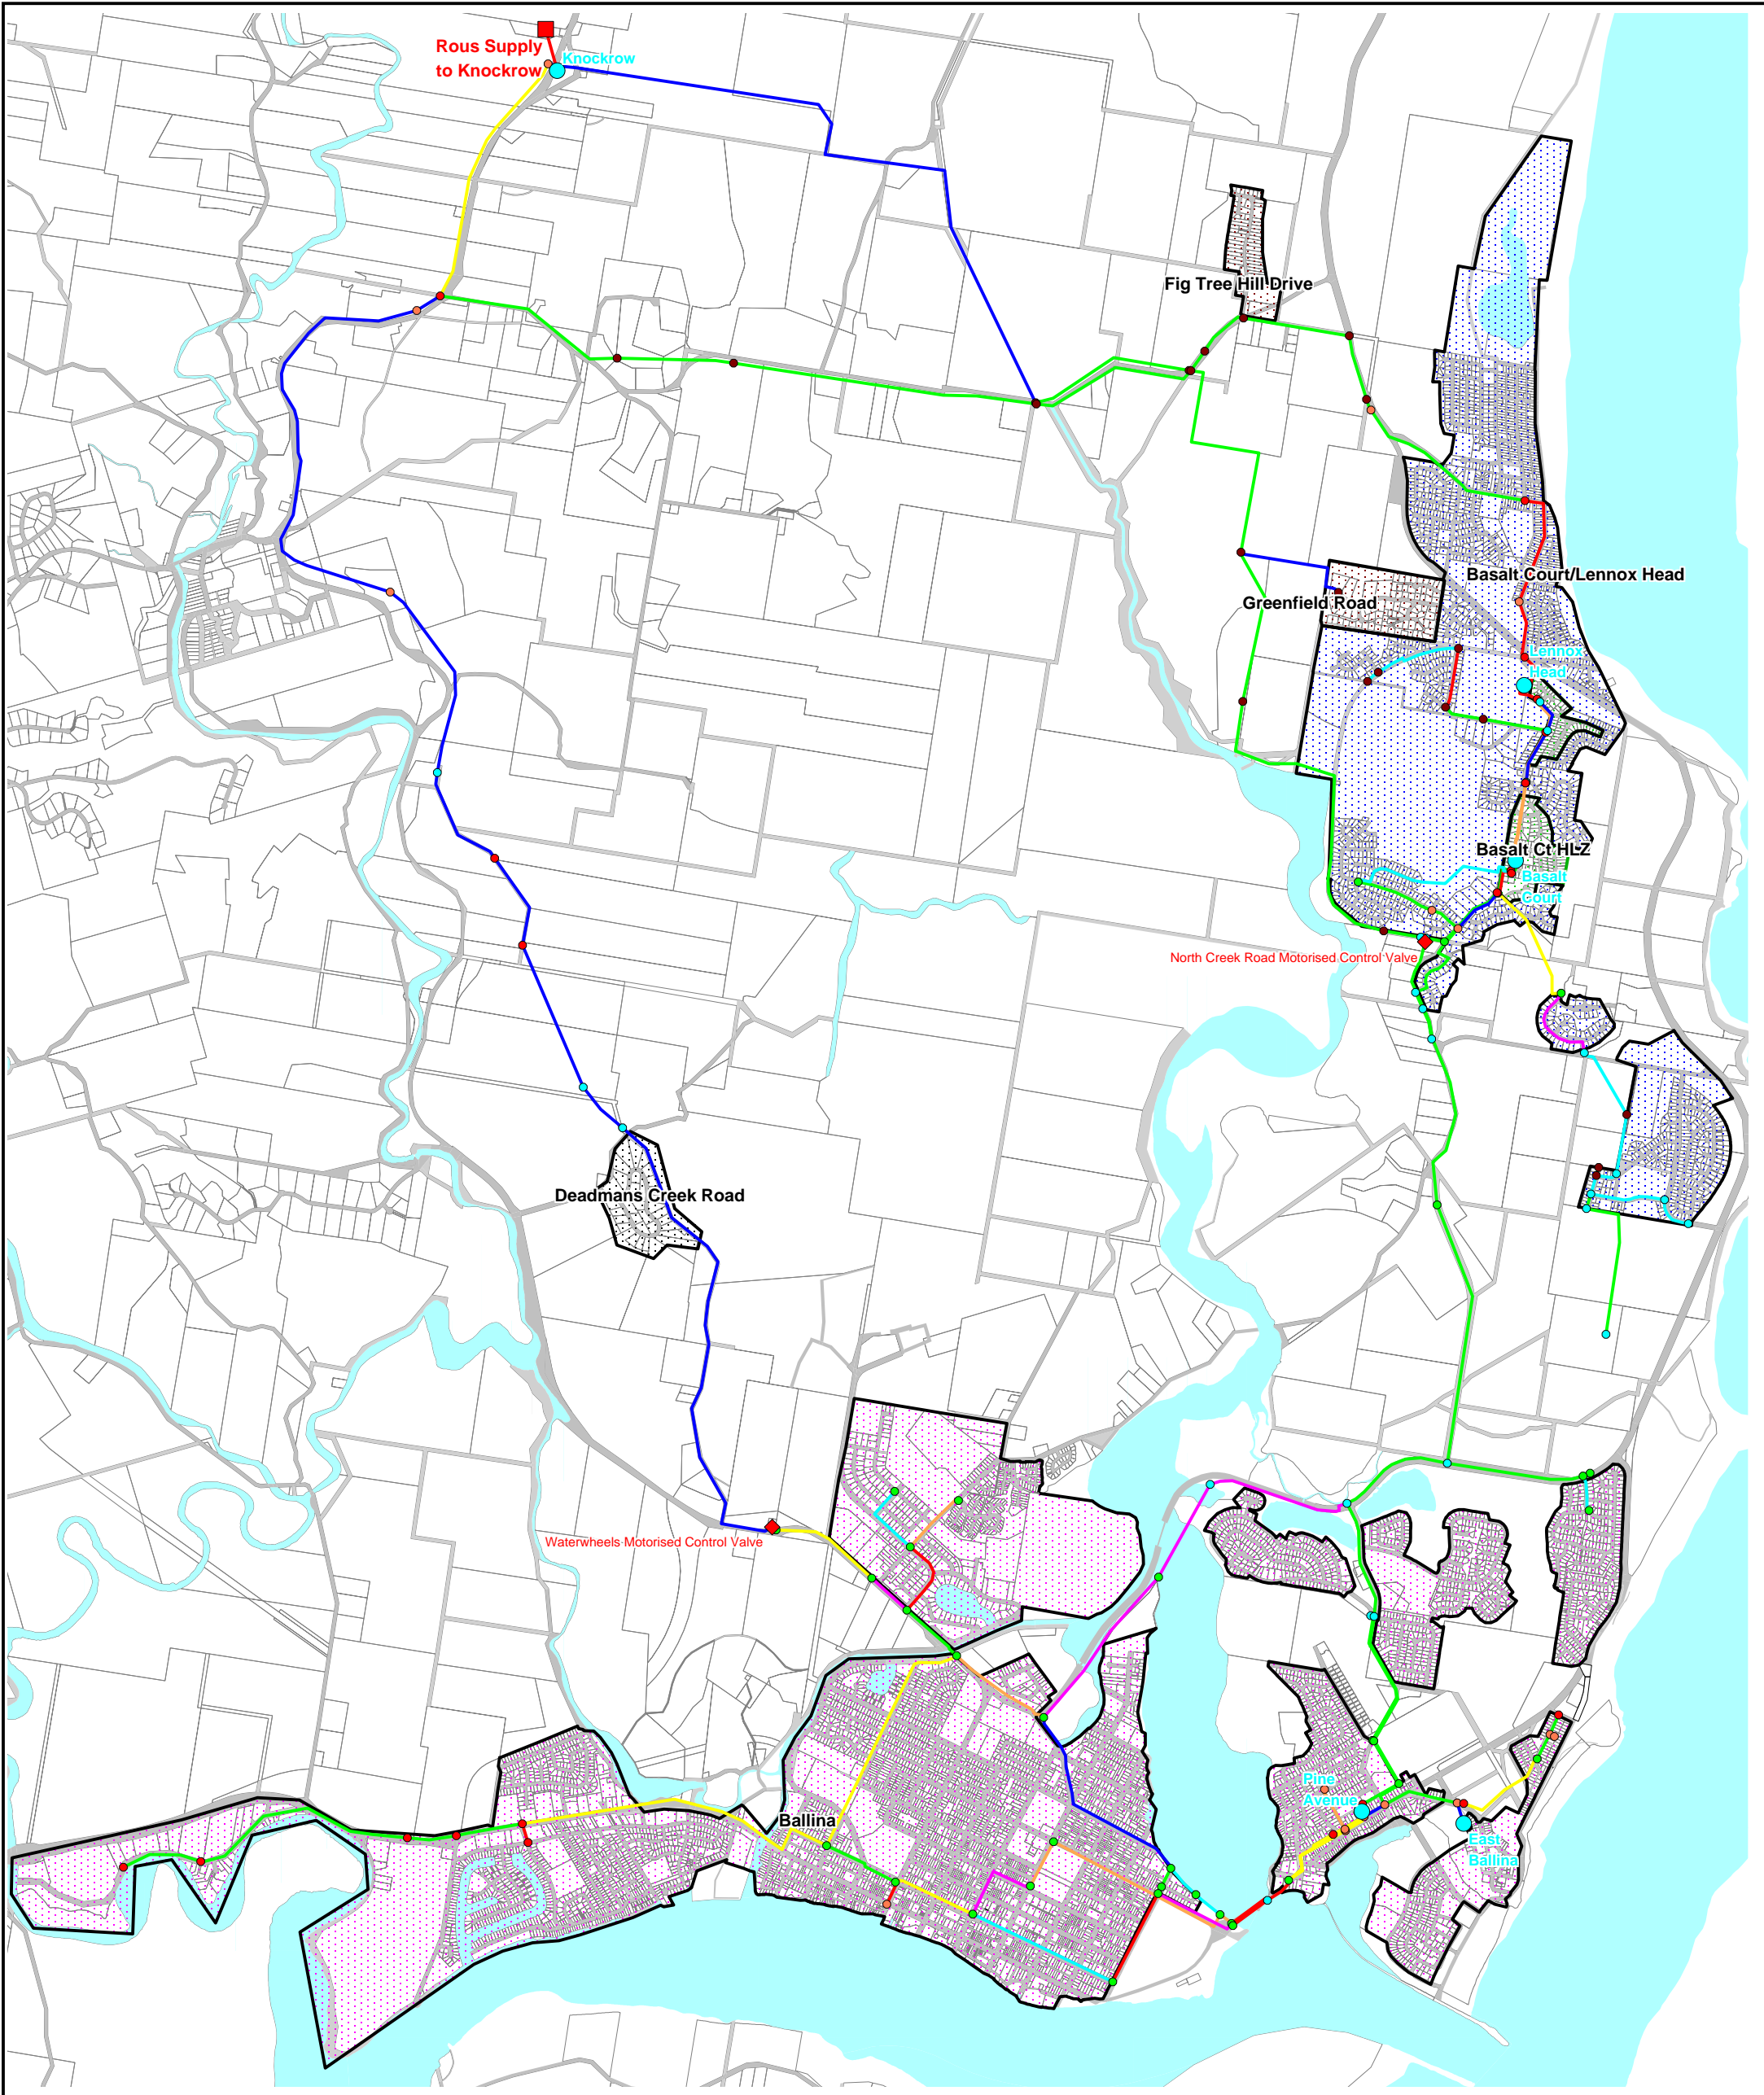 Rous Supply
to Knockrow
Knockrow
Fig Tree Hill Drive
Basalt Court/Lennox Head
Greenfield Road
Lennox
Head
Basalt Ct HLZ
Basalt
Court
North Creek Road Motorised Control Valve
Deadmans Creek Road
Waterwheels Motorised Control Valve
Pine
Avenue
Ballina
East
Ballina